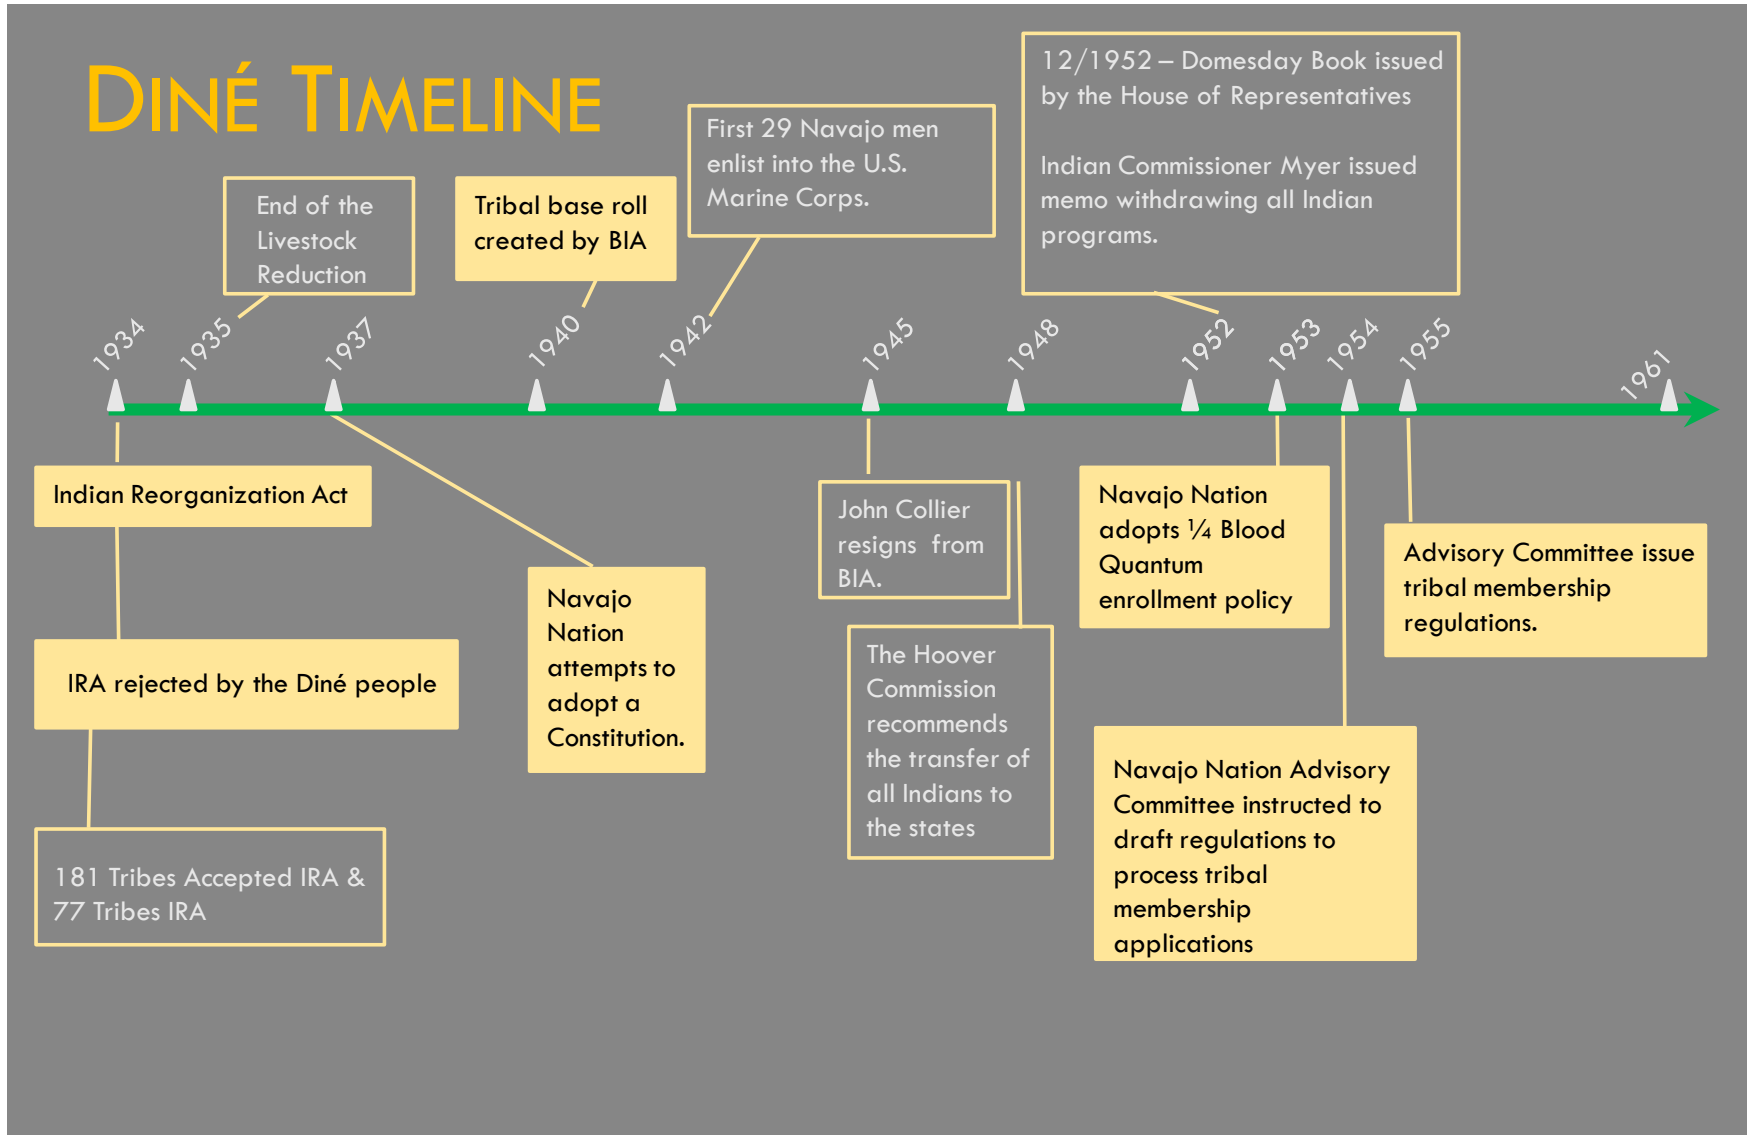 DINÉ TIMELINE
End of the
Livestock
Reduction
Tribal base roll
created by BIA
First 29 Navajo men
enlist into the U.S.
Marine Corps.
12/1952 – Domesday Book issued
by the House of Representatives
Indian Commissioner Myer issued
memo withdrawing all Indian
programs.
1934
1935
1937
1940
1942
1945
1948
1952
1953
1954
1955
1961
Indian Reorganization Act
IRA rejected by the Diné people
181 Tribes Accepted IRA &
77 Tribes IRA
Navajo
Nation
attempts to
adopt a
Constitution.
John Collier
resigns from
BIA.
The Hoover
Commission
recommends
the transfer of
all Indians to
the states
Navajo Nation
adopts ¼ Blood
Quantum
enrollment policy
Navajo Nation Advisory
Committee instructed to
draft regulations to
process tribal
membership
applications
Advisory Committee issue
tribal membership
regulations.